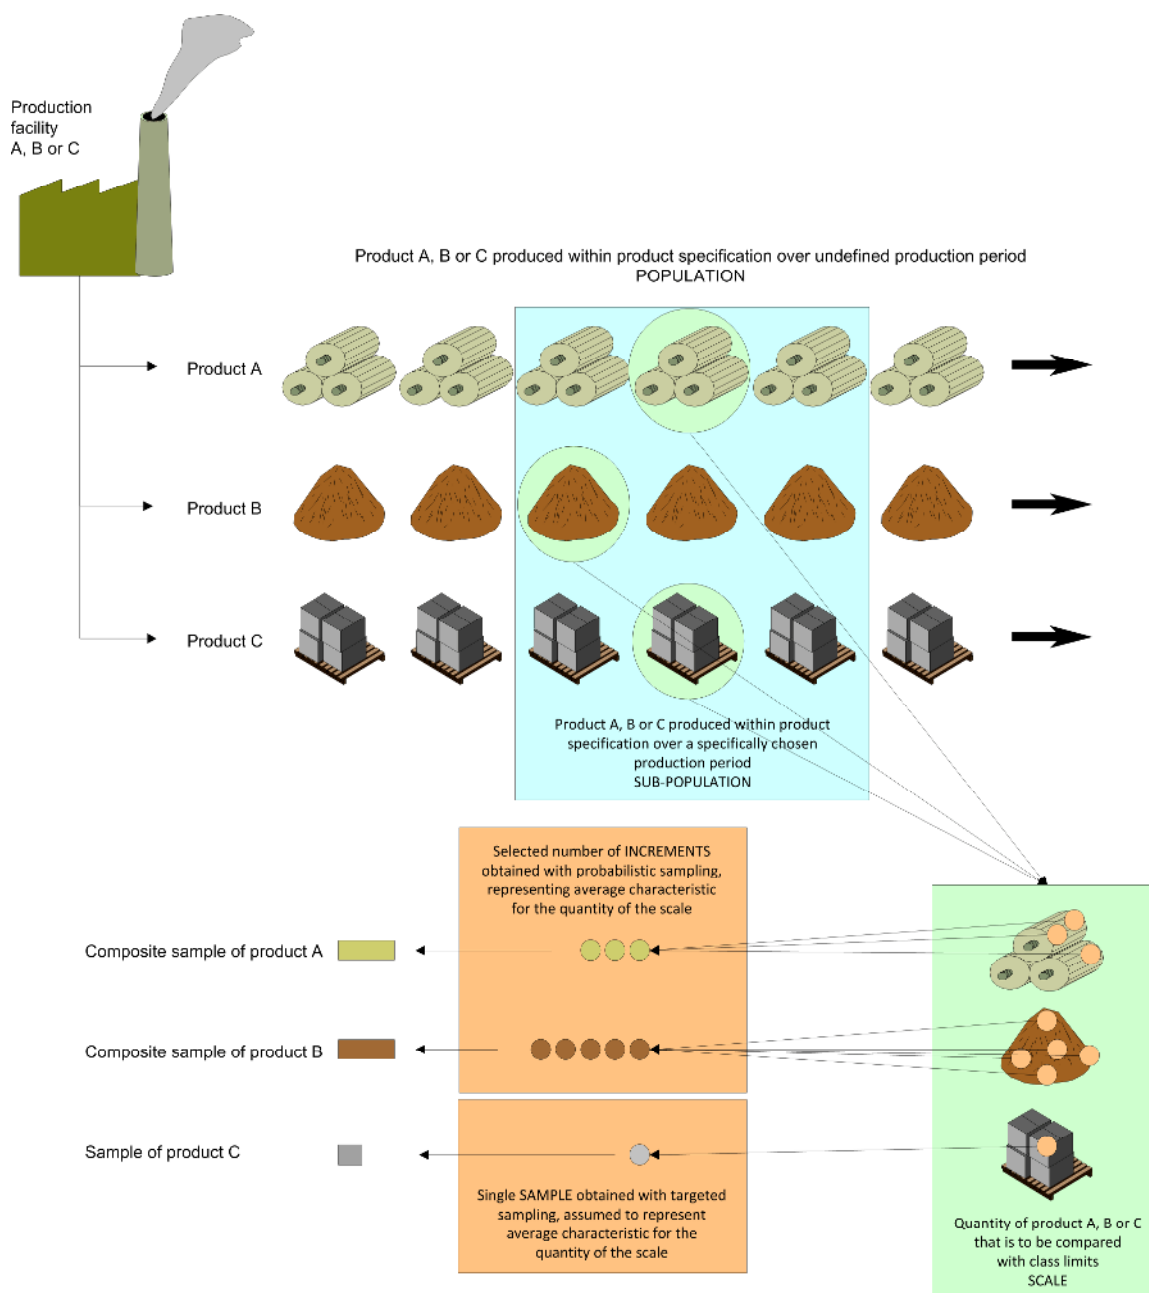 Production
facility
A, B or C
Product A, B or C produced within product specification over undefined production period
POPULATION
Product A
Product B
Product C
Product A, B or C produced within product
specification over a specifically chosen
production period
SUB-POPULATION
Selected number of INCREMENTS
obtained with probabilistic sampling,
representing average characteristic
for the quantity of the scale
Composite sample of product A
Composite sample of product B
Sample of product C
Single SAMPLE obtained with targeted
sampling, assumed to represent
average characteristic for the
quantity of the scale
Quantity of product A, B or C
that is to be compared
with class limits
SCALE